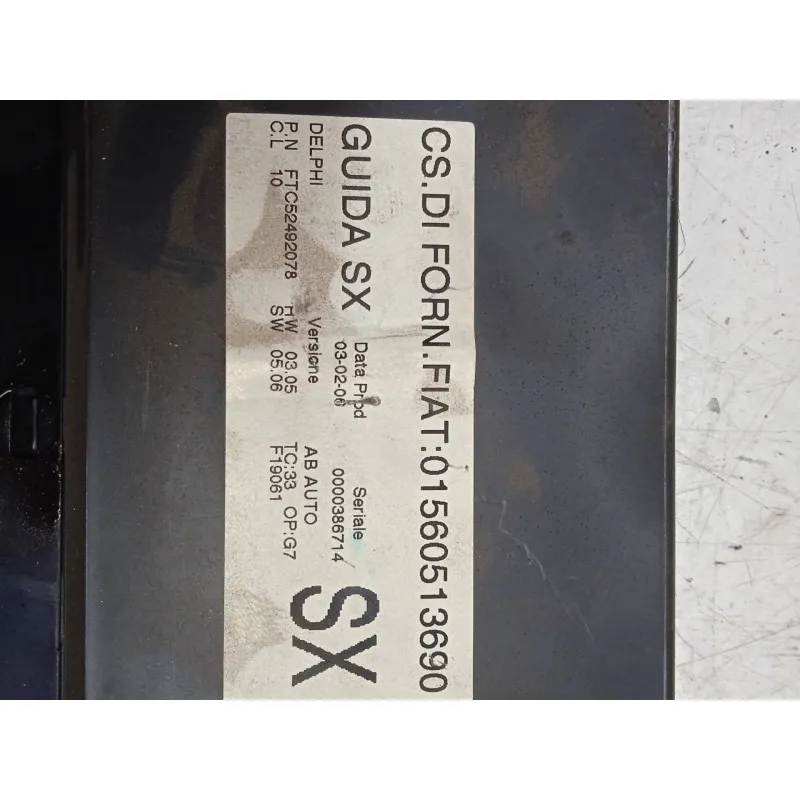 CS.DI FORN.FIAT:01560513690
GUIDA SX Data Prod Seriale
03-02-06 0000386714
DELPHI Versione AB AUTO SX
P.N FTC52492078 HW 03.05 TC:33 OP:G7
C.L 10 SW 05.06 F19061